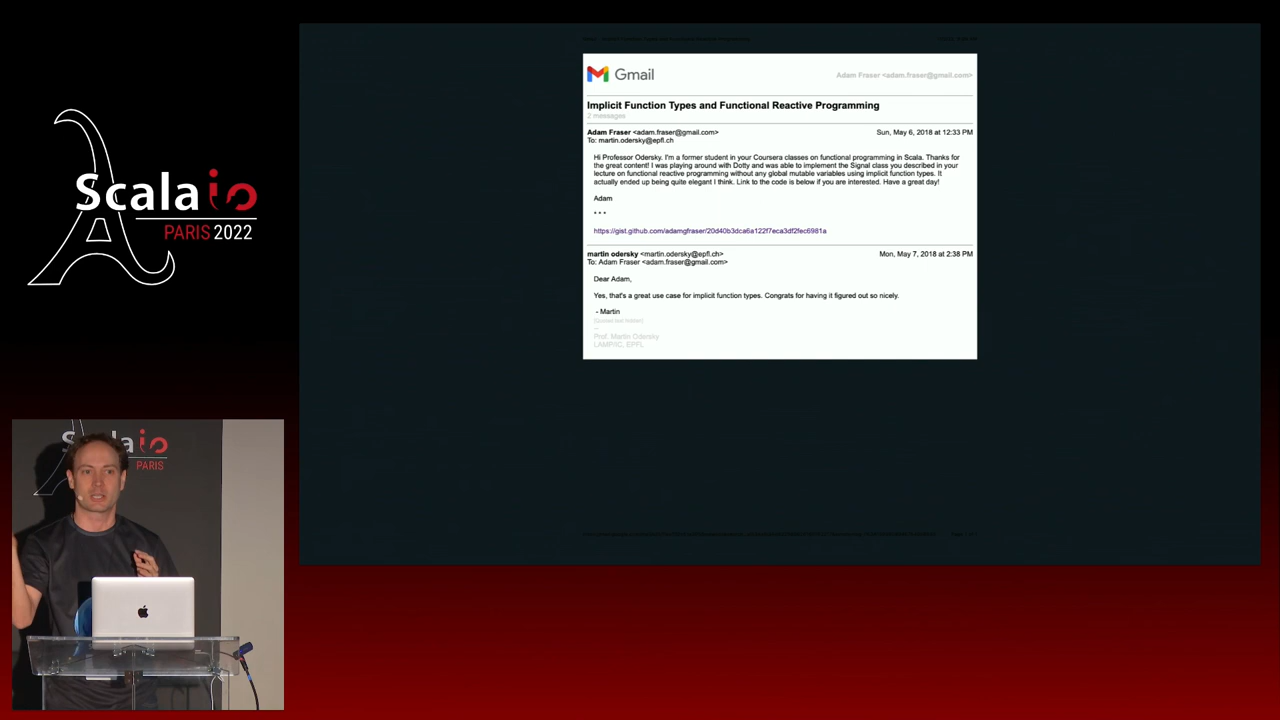 Scala io
PARIS 2022
Gmail
Adam Fraser <adam.fraser@gmail.com>
Implicit Function Types and Functional Reactive Programming
2 messages
Adam Fraser <adam.fraser@gmail.com>
Sun, May 6, 2018 at 12:33 PM
To: martin.odersky@epfl.ch
Hi Professor Odersky. I'm a former student in your Coursera classes on functional programming in Scala. Thanks for
the great content! I was playing around with Dotty and was able to implement the Signal class you described in your
lecture on functional reactive programming without any global mutable variables using implicit function types. It
actually ended up being quite elegant I think. Link to the code is below if you are interested. Have a great day!
Adam
* * *
https://gist.github.com/adamgfraser/20d40b3dca6a122f7eca3df2fec6981a
martin odersky <martin.odersky@epfl.ch>
Mon, May 7, 2018 at 2:38 PM
To: Adam Fraser <adam.fraser@gmail.com>
Dear Adam,
Yes, that's a great use case for implicit function types. Congrats for having it figured out so nicely.
- Martin
[Quoted text hidden]
--
Prof. Martin Odersky
LAMP/IC, EPFL
Scala io
PARIS